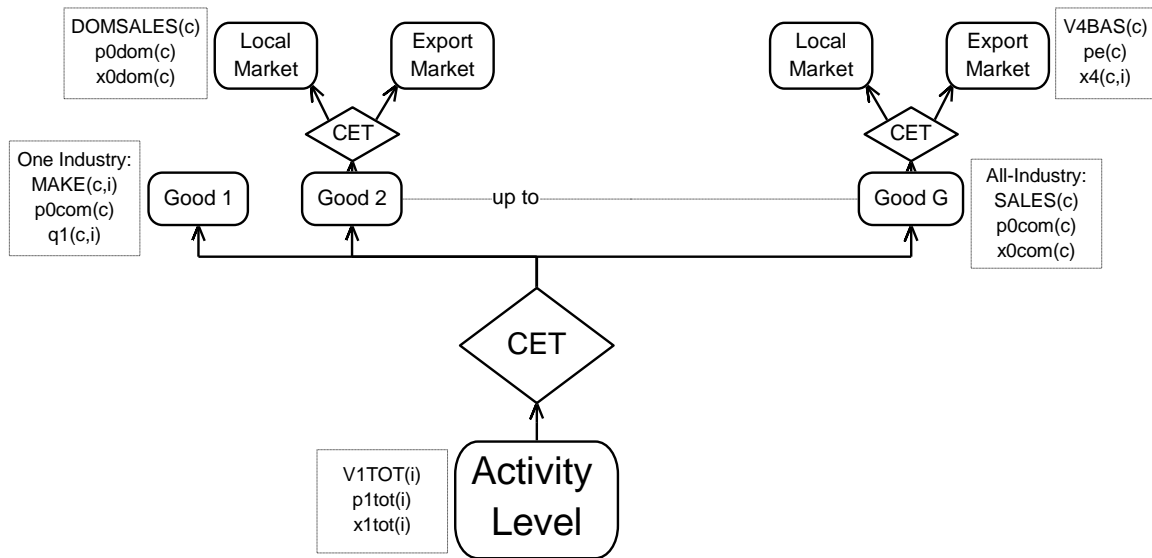 DOMSALES(c)
p0dom(c)
x0dom(c)
Local
Market
Export
Market
Local
Market
Export
Market
V4BAS(c)
pe(c)
x4(c,i)
CET
CET
One Industry:
MAKE(c,i)
p0com(c)
q1(c,i)
Good 1
Good 2
up to
Good G
All-Industry:
SALES(c)
p0com(c)
x0com(c)
CET
V1TOT(i)
p1tot(i)
x1tot(i)
Activity
Level